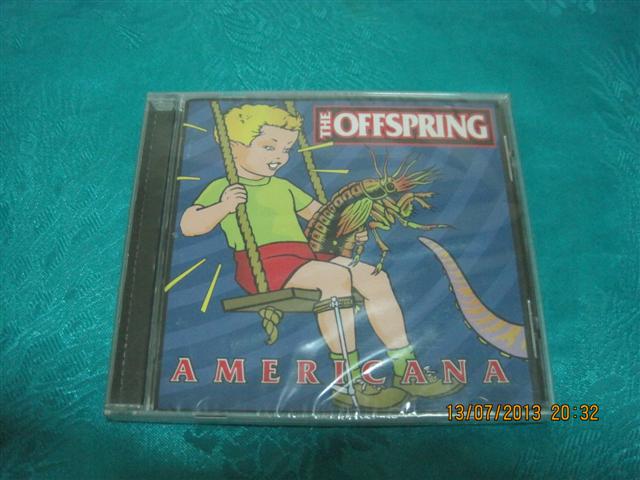 THE OFFSPRING
AMERICANA
13/07/2013 20:32